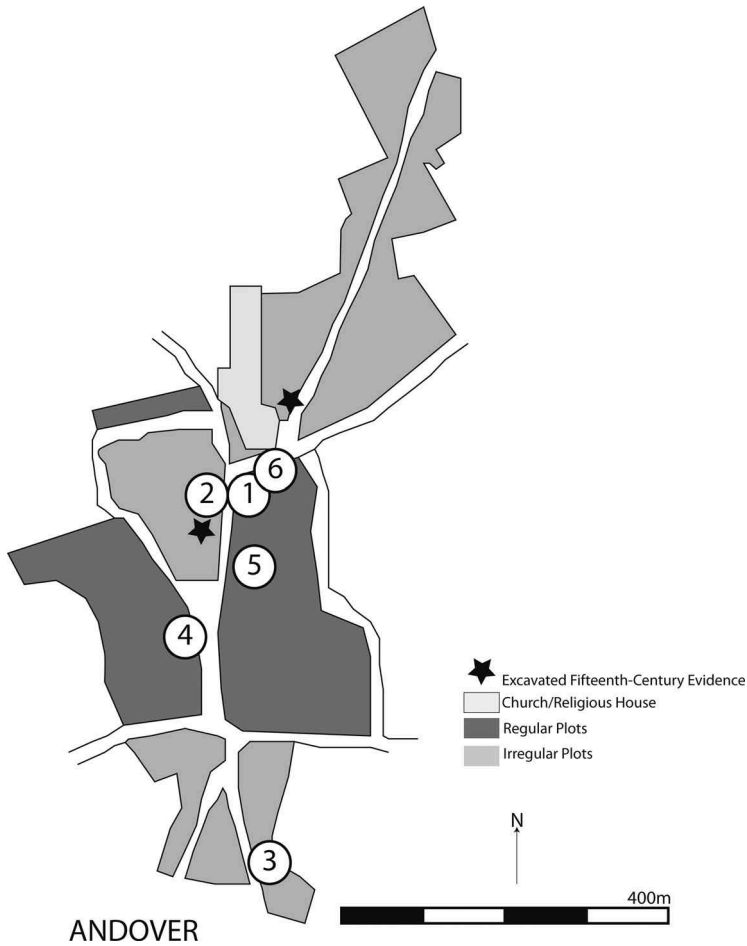 6
2
1
5
4
Excavated Fifteenth-Century Evidence
Church/Religious House
Regular Plots
Irregular Plots
N
3
400m
ANDOVER